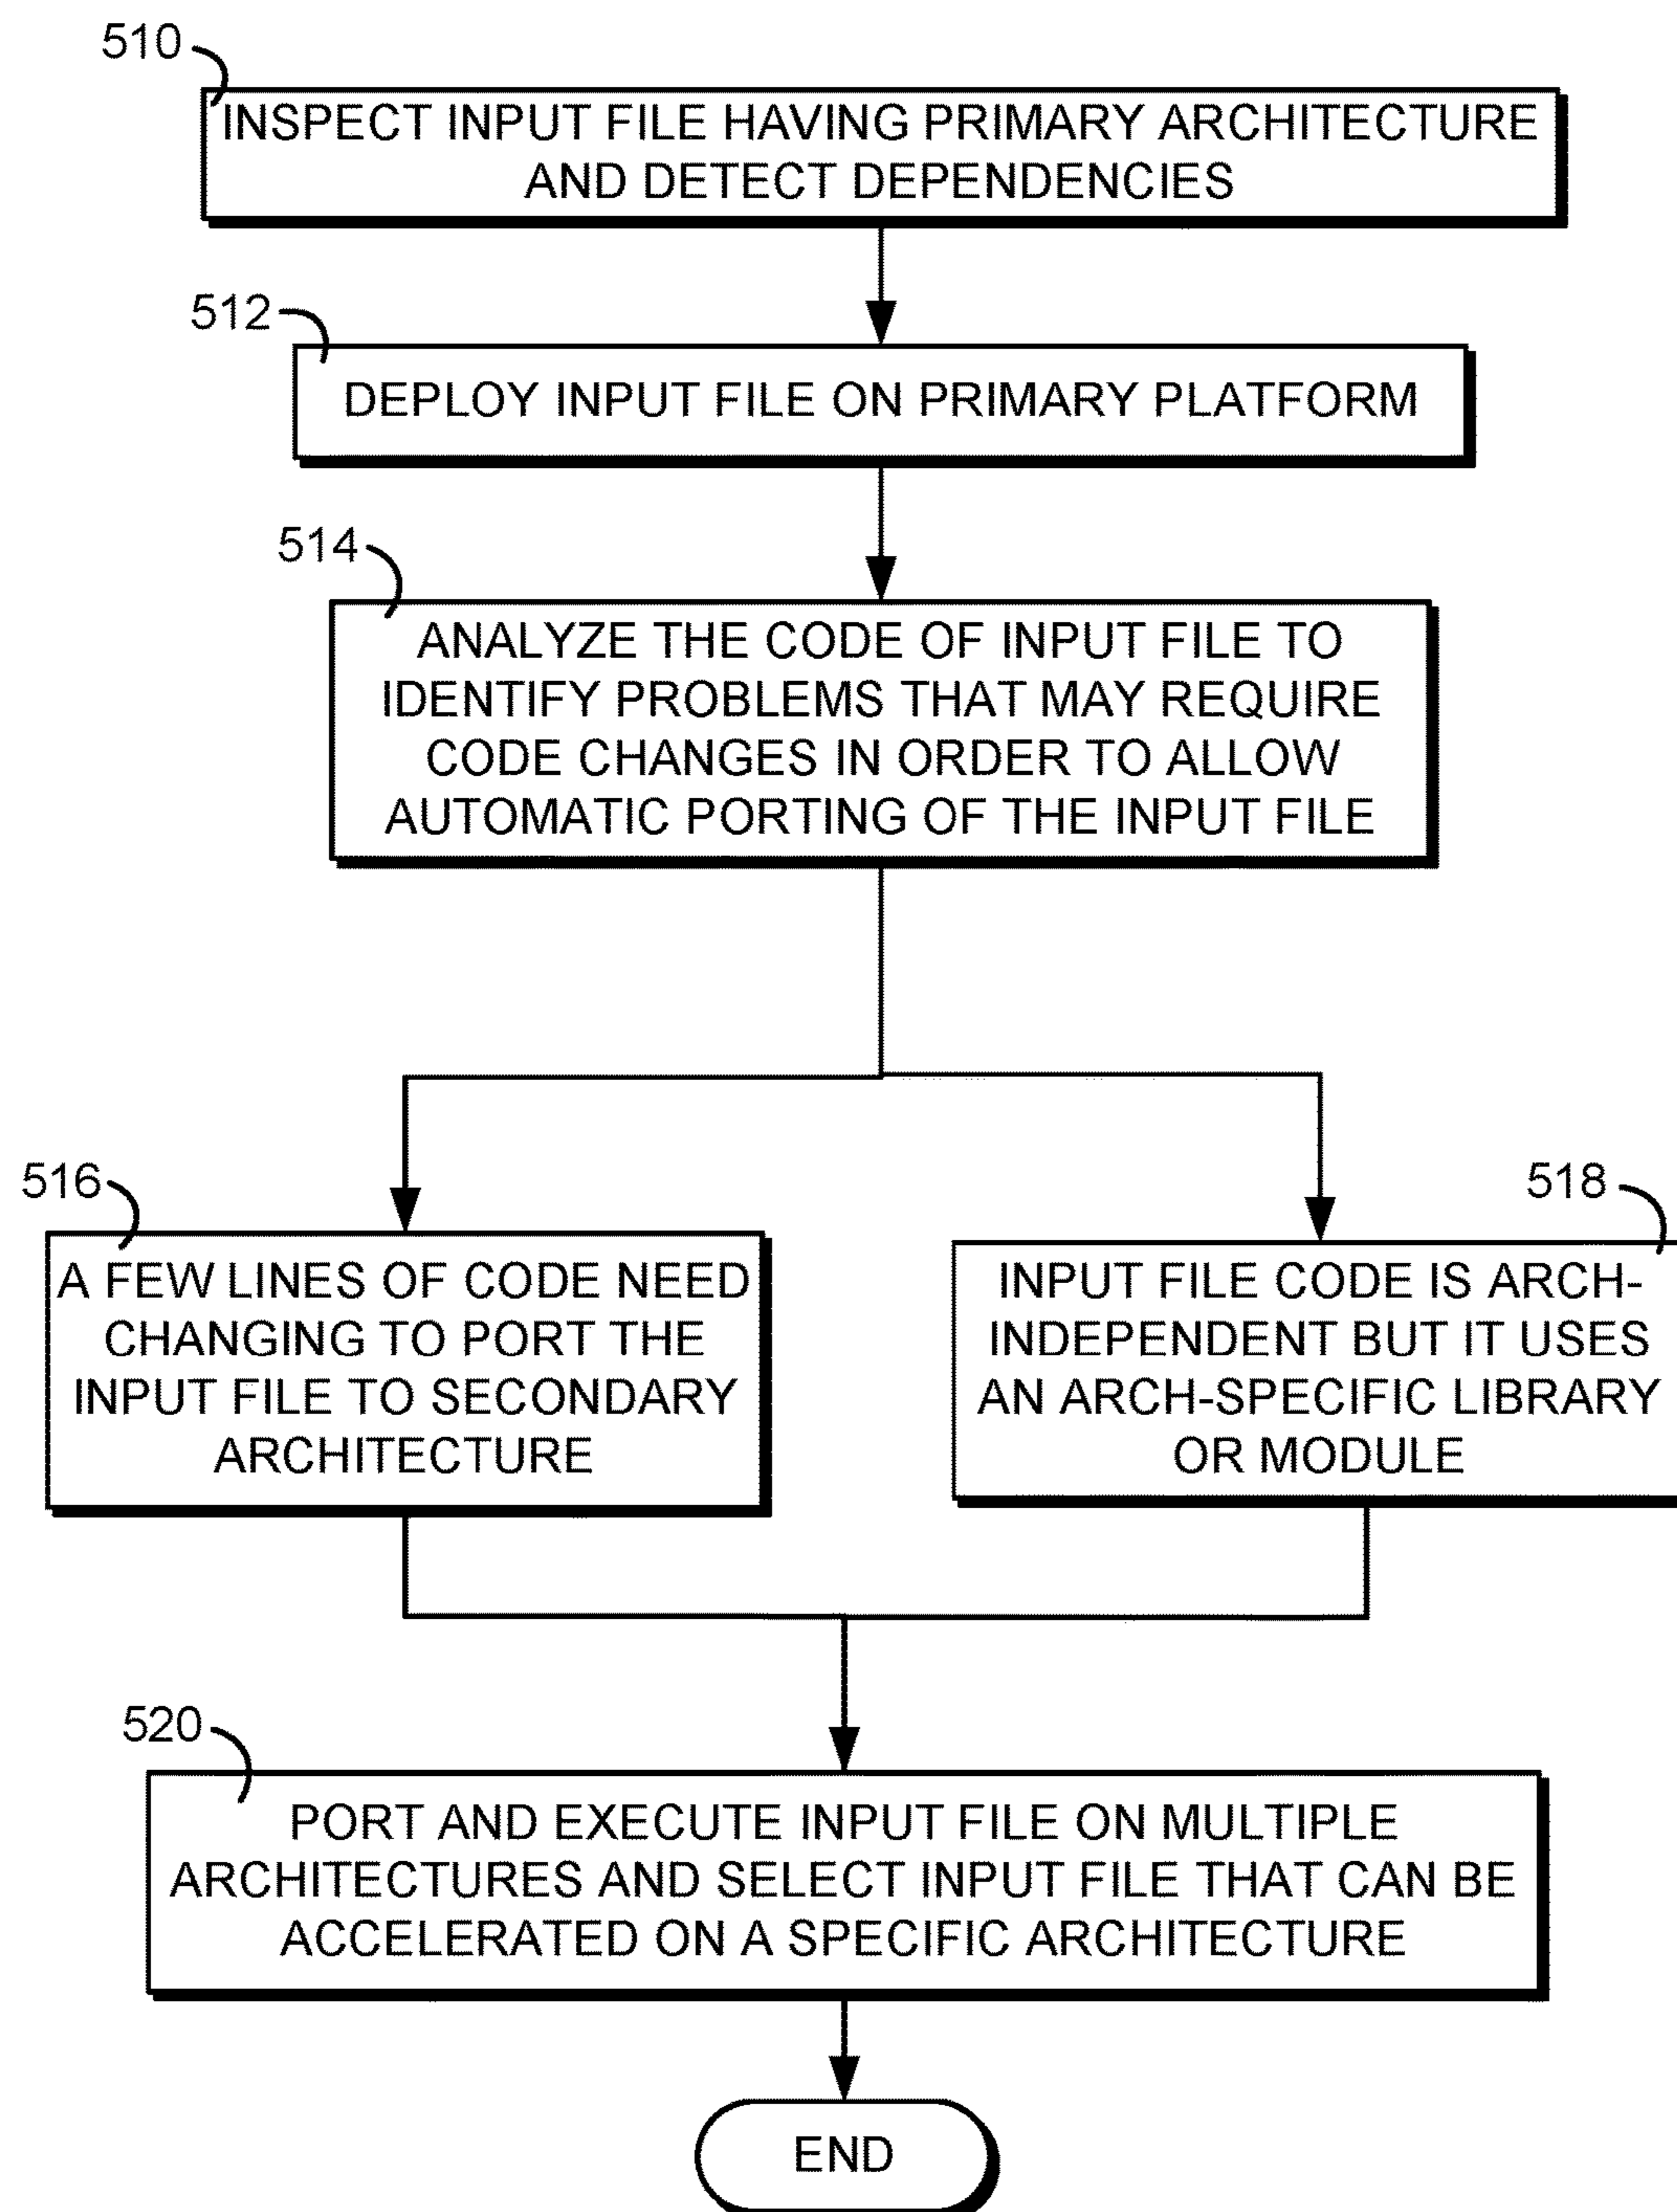 510
INSPECT INPUT FILE HAVING PRIMARY ARCHITECTURE
AND DETECT DEPENDENCIES
512
DEPLOY INPUT FILE ON PRIMARY PLATFORM
514
ANALYZE THE CODE OF INPUT FILE TO
IDENTIFY PROBLEMS THAT MAY REQUIRE
CODE CHANGES IN ORDER TO ALLOW
AUTOMATIC PORTING OF THE INPUT FILE
516
A FEW LINES OF CODE NEED
CHANGING TO PORT THE
INPUT FILE TO SECONDARY
ARCHITECTURE
518
INPUT FILE CODE IS ARCH-
INDEPENDENT BUT IT USES
AN ARCH-SPECIFIC LIBRARY
OR MODULE
520
PORT AND EXECUTE INPUT FILE ON MULTIPLE
ARCHITECTURES AND SELECT INPUT FILE THAT CAN BE
ACCELERATED ON A SPECIFIC ARCHITECTURE
END